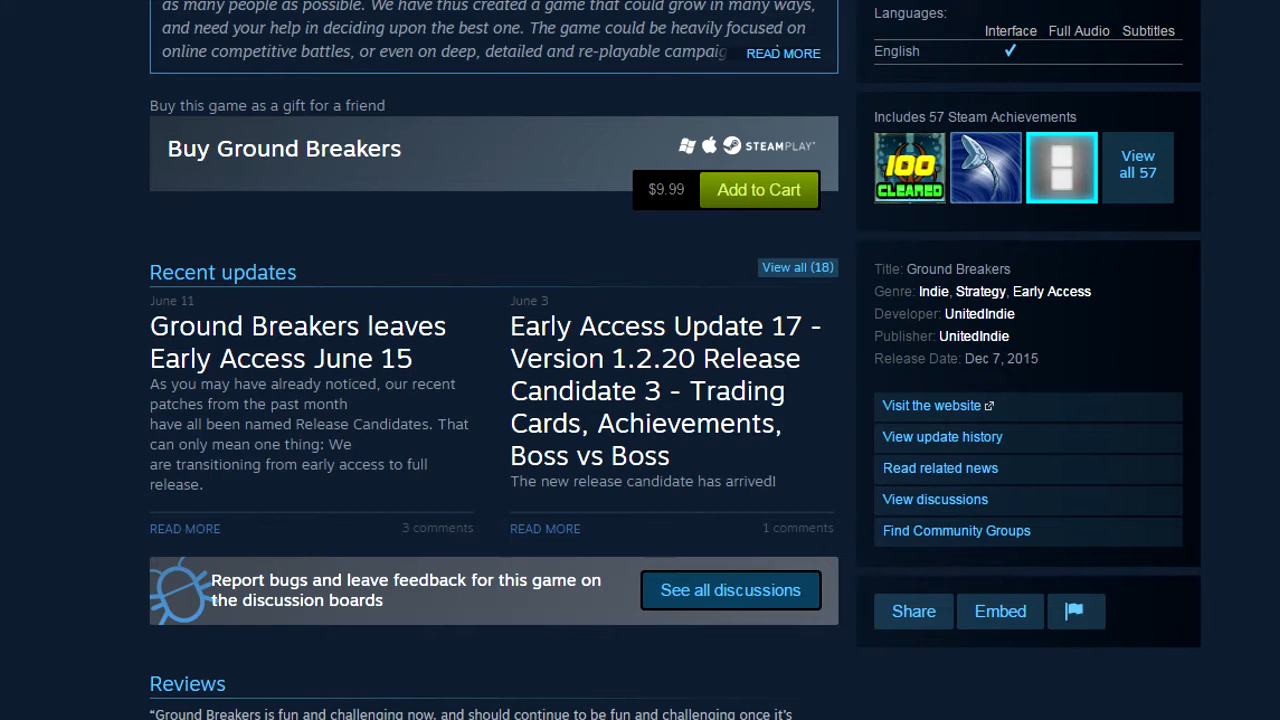 as many people as possible. We have thus created a game that could grow in many ways,
and need your help in deciding upon the best one. The game could be heavily focused on
online competitive battles, or even on deep, detailed and re-playable campaig
READ MORE
Buy this game as a gift for a friend
Buy Ground Breakers
STEAMPLAY
$9.99
Add to Cart
Recent updates
View all (18)
June 11
Ground Breakers leaves
Early Access June 15
As you may have already noticed, our recent
patches from the past month
have all been named Release Candidates. That
can only mean one thing: We
are transitioning from early access to full
release.
READ MORE
3 comments
June 3
Early Access Update 17 -
Version 1.2.20 Release
Candidate 3 - Trading
Cards, Achievements,
Boss vs Boss
The new release candidate has arrived!
READ MORE
1 comments
Report bugs and leave feedback for this game on
the discussion boards
See all discussions
Reviews
“Ground Breakers is fun and challenging now, and should continue to be fun and challenging once it's
Languages:
Interface Full Audio Subtitles
English
Includes 57 Steam Achievements
100
CLEARED
View
all 57
Title: Ground Breakers
Genre: Indie, Strategy, Early Access
Developer: UnitedIndie
Publisher: UnitedIndie
Release Date: Dec 7, 2015
Visit the website
View update history
Read related news
View discussions
Find Community Groups
Share
Embed